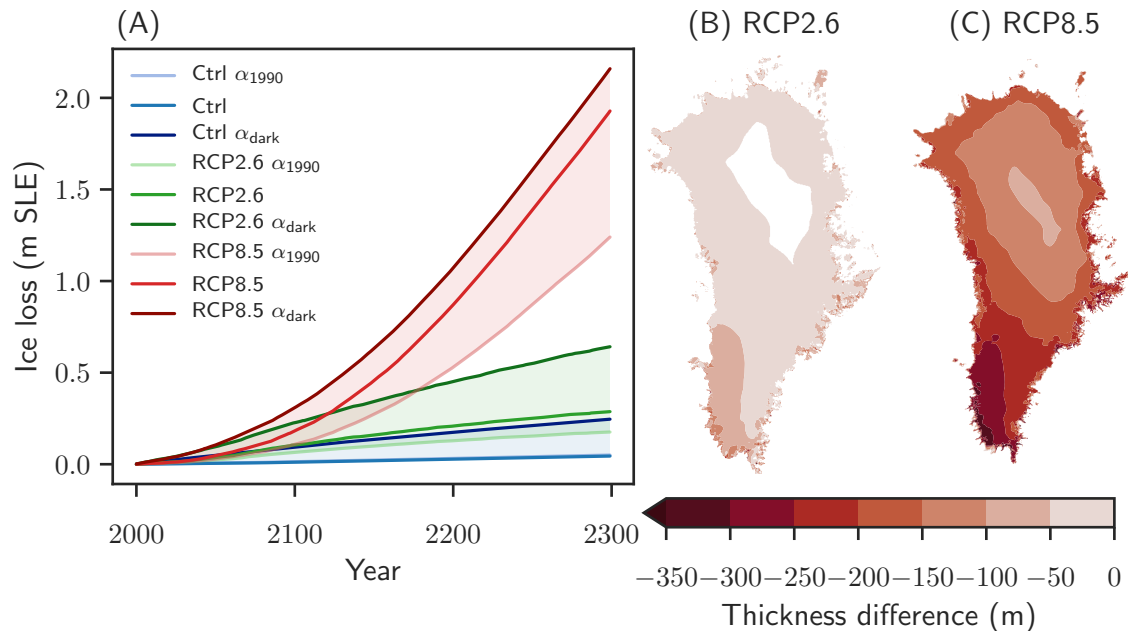 (A)
(B) RCP2.6
(C) RCP8.5
Ice loss (m SLE)
2.0
1.5
1.0
0.5
0.0
Ctrl α1990
Ctrl
Ctrl αdark
RCP2.6 α1990
RCP2.6
RCP2.6 αdark
RCP8.5 α1990
RCP8.5
RCP8.5 αdark
2000 2100 2200 2300
Year
−350 −300 −250 −200 −150 −100 −50 0
Thickness difference (m)